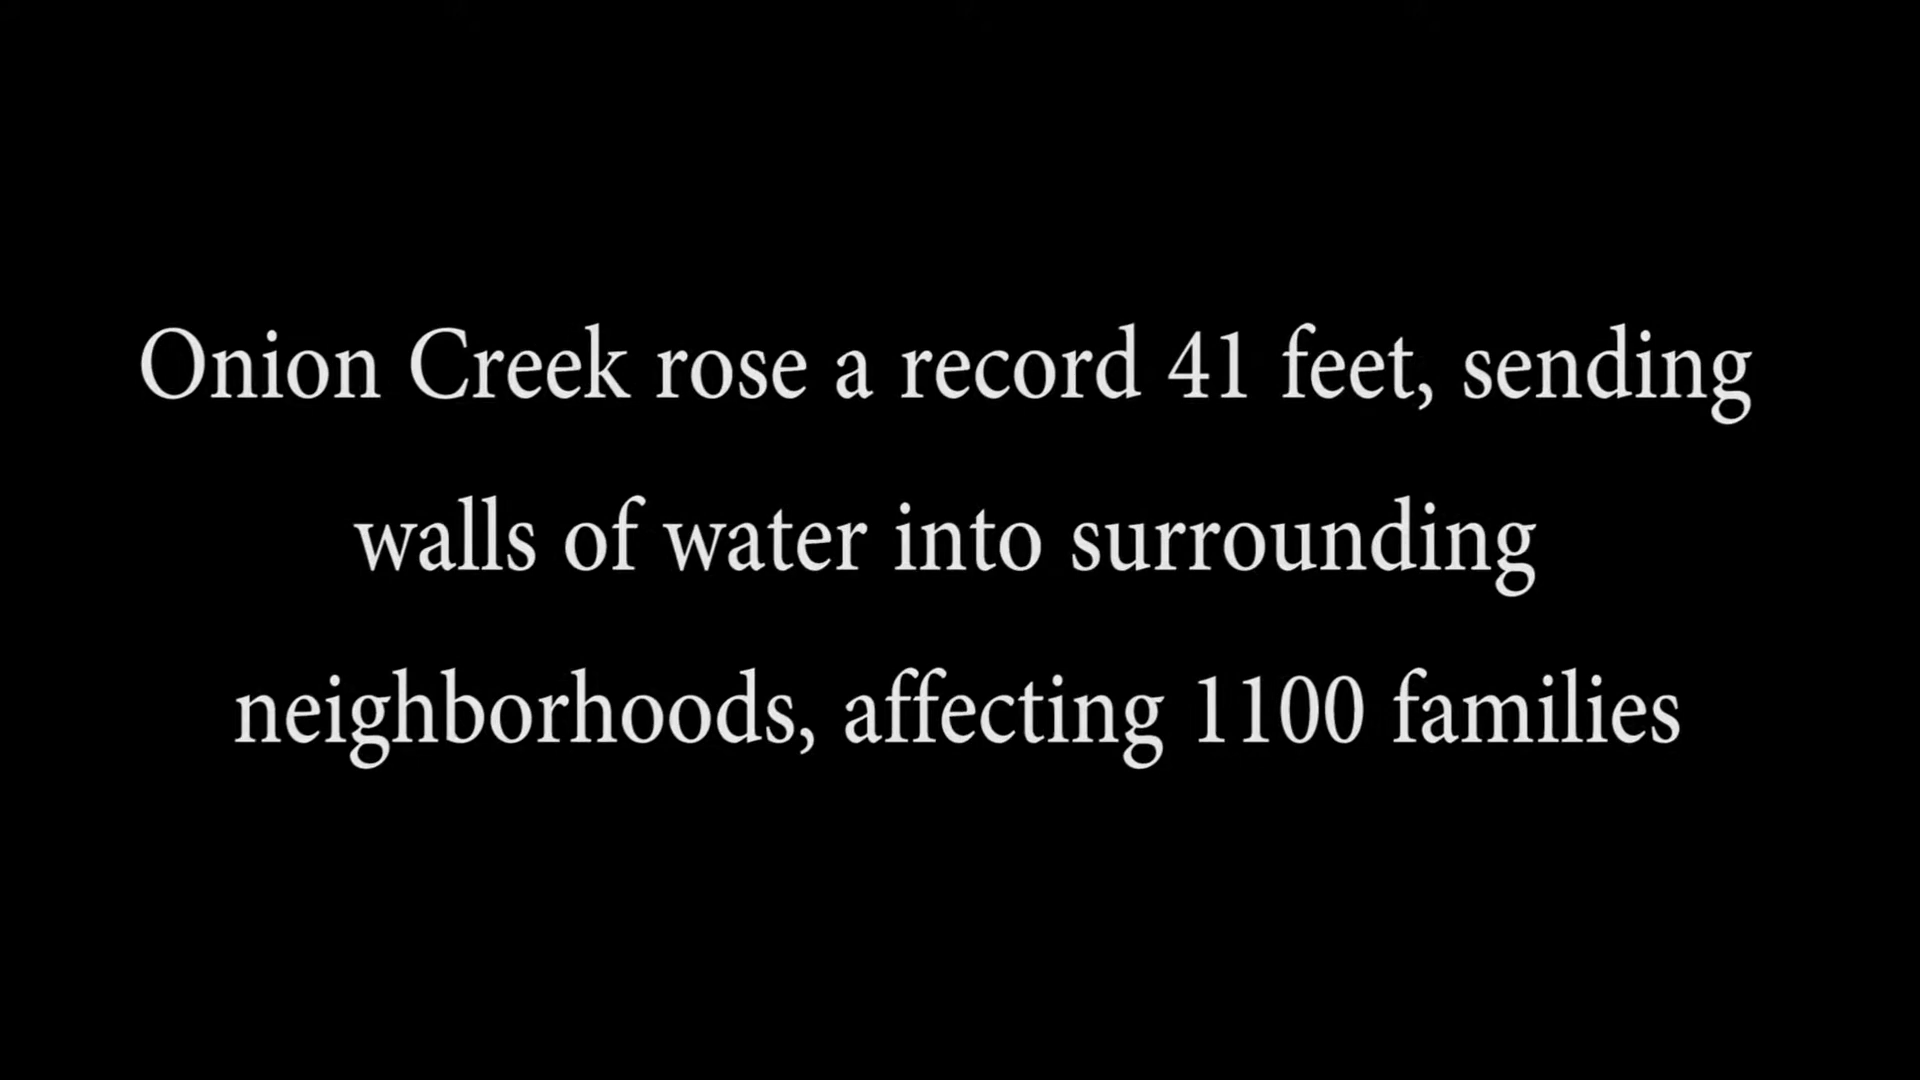 Onion Creek rose a record 41 feet, sending
walls of water into surrounding
neighborhoods, affecting 1100 families